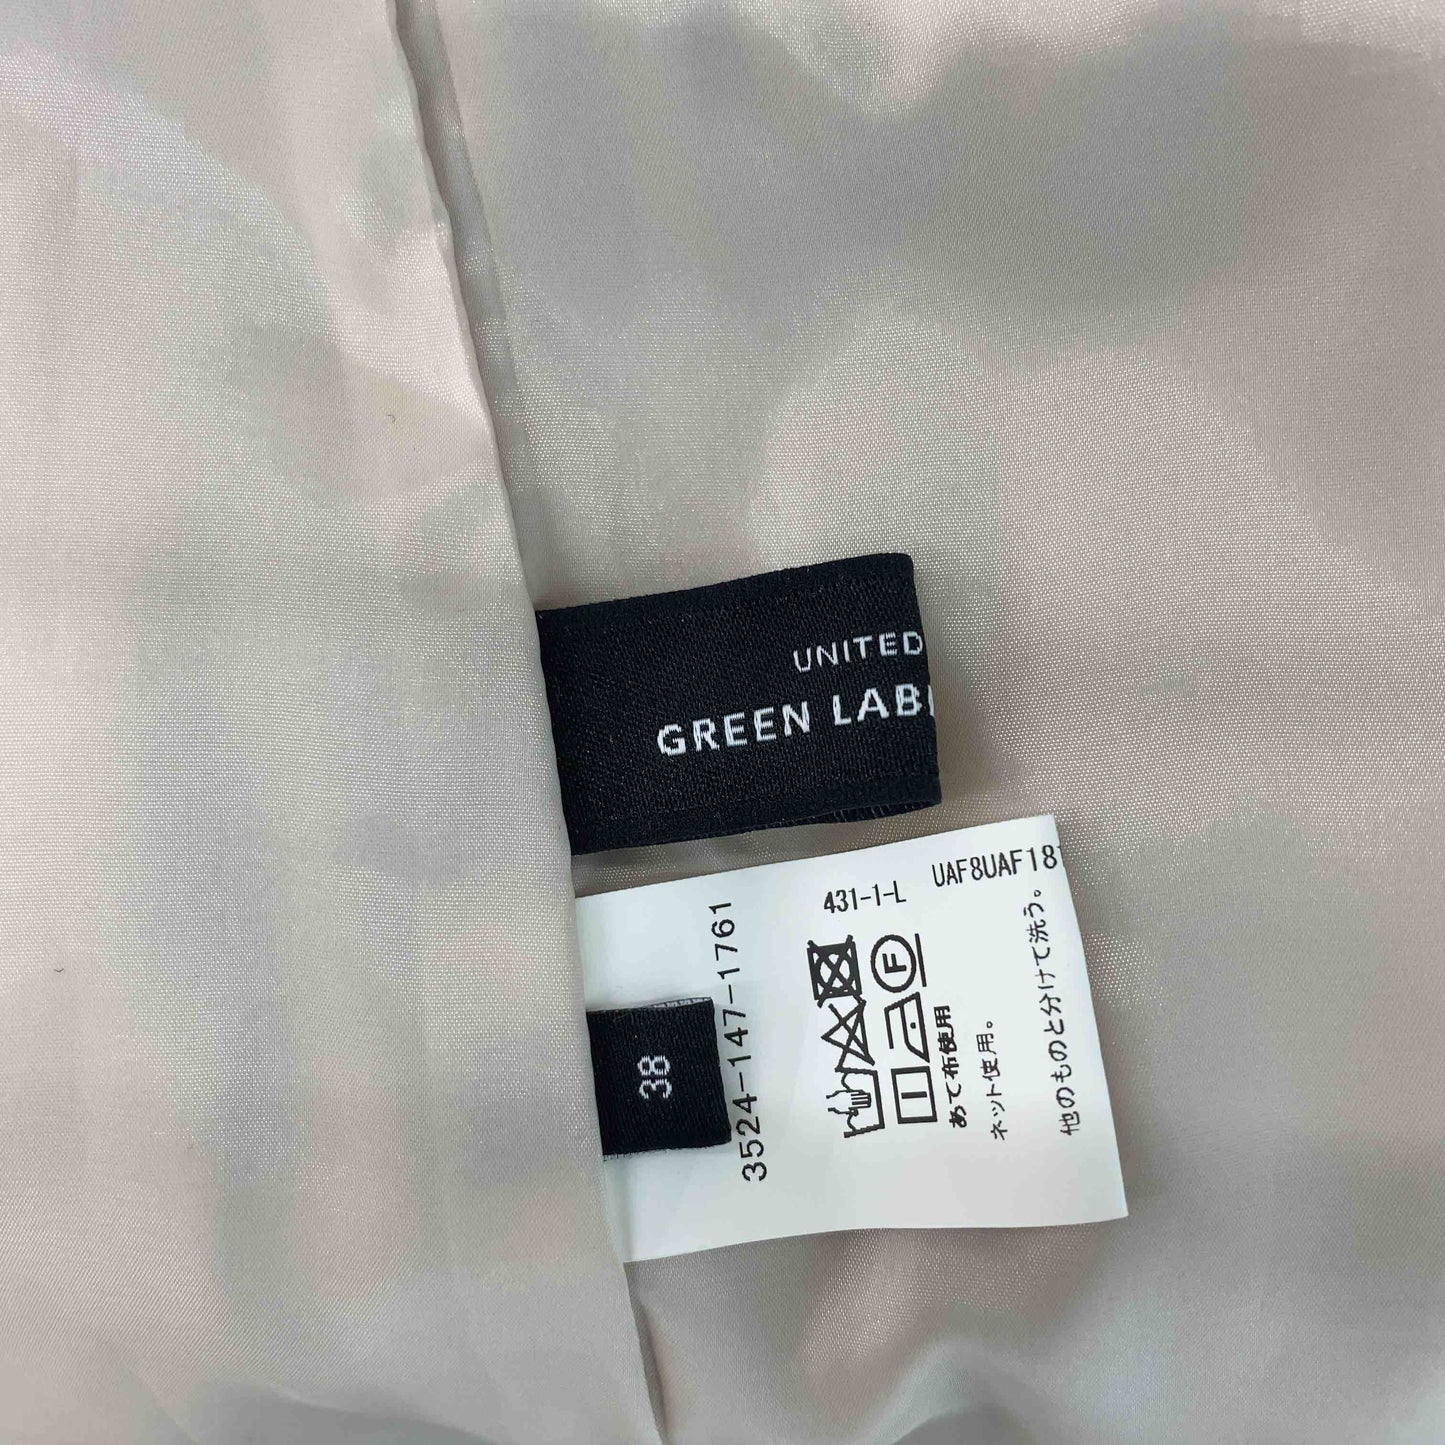 UNITED
GREEN LAB
38
3524-147-1761
431-1-L
UAF8UAF18
あて布使用
ネット使用。
他のものと分けて洗う。